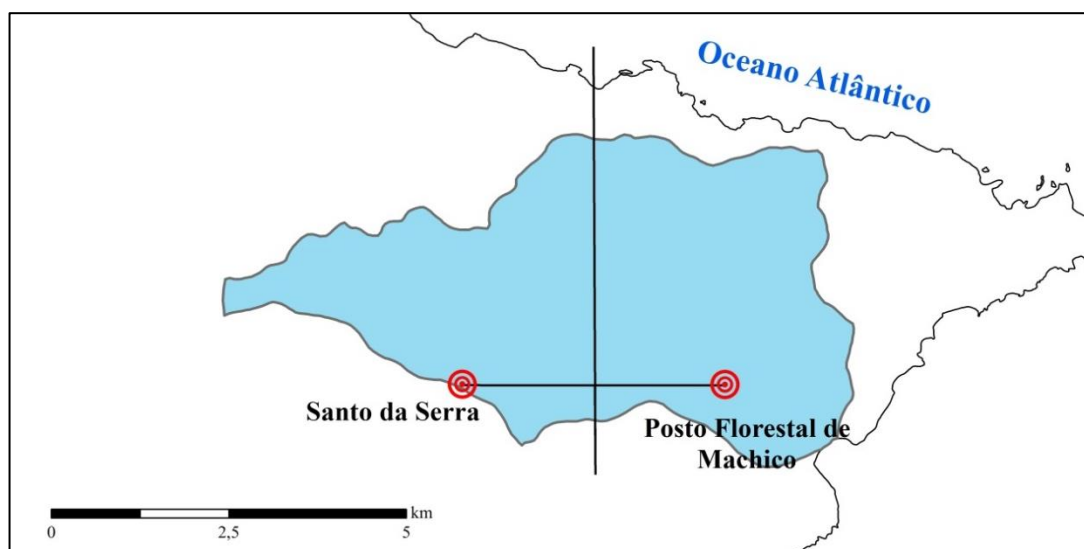 Oceano Atlântico
Santo da Serra
Posto Florestal de
Machico
km
0
2,5
5